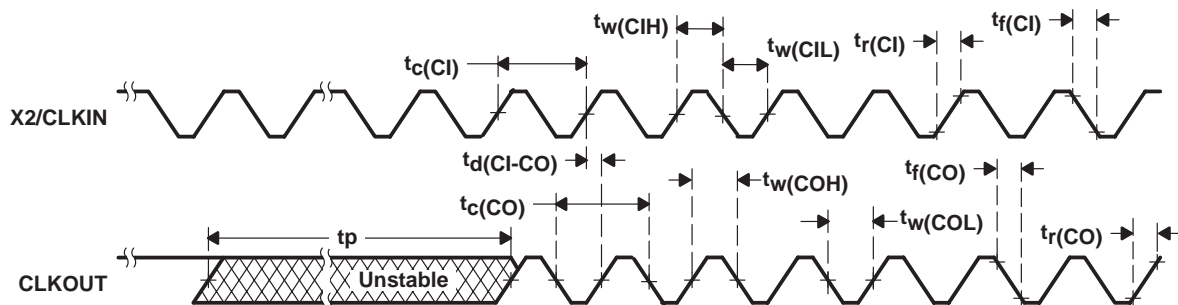 tw(CIH)
tf(CI)
tw(CIL)
tr(CI)
tc(CI)
X2/CLKIN
td(CI-CO)
tf(CO)
tw(COH)
tc(CO)
tw(COL)
tp
tr(CO)
Unstable
CLKOUT